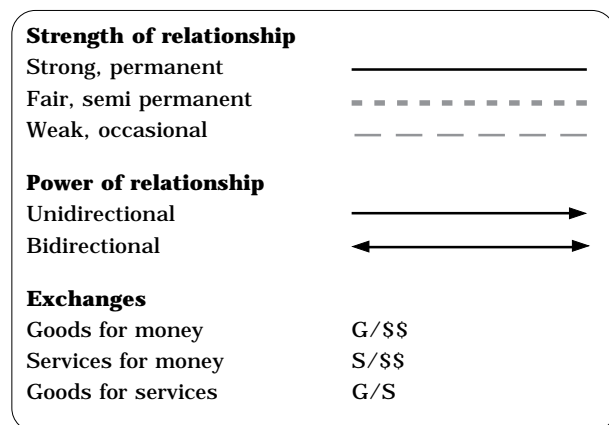 Strength of relationship
Strong, permanent
Fair, semi permanent
Weak, occasional
Power of relationship
Unidirectional
Bidirectional
Exchanges
Goods for money G/$$
Services for money S/$$
Goods for services G/S